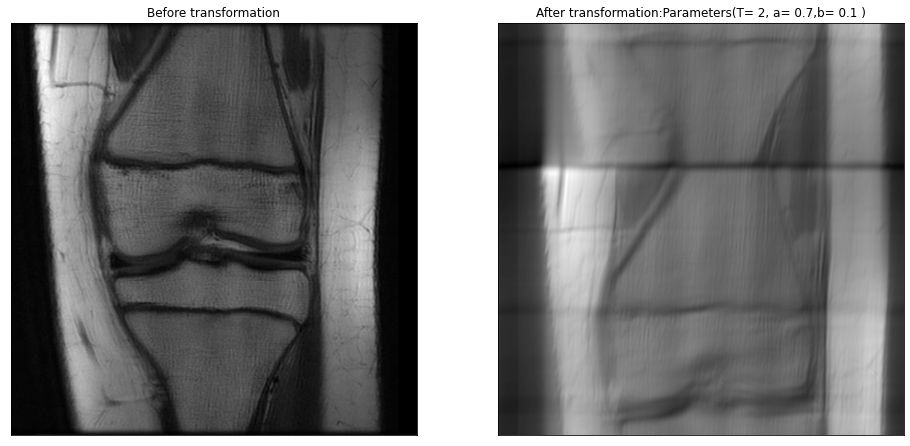 Before transformation
After transformation:Parameters(T= 2, a= 0.7,b= 0.1 )